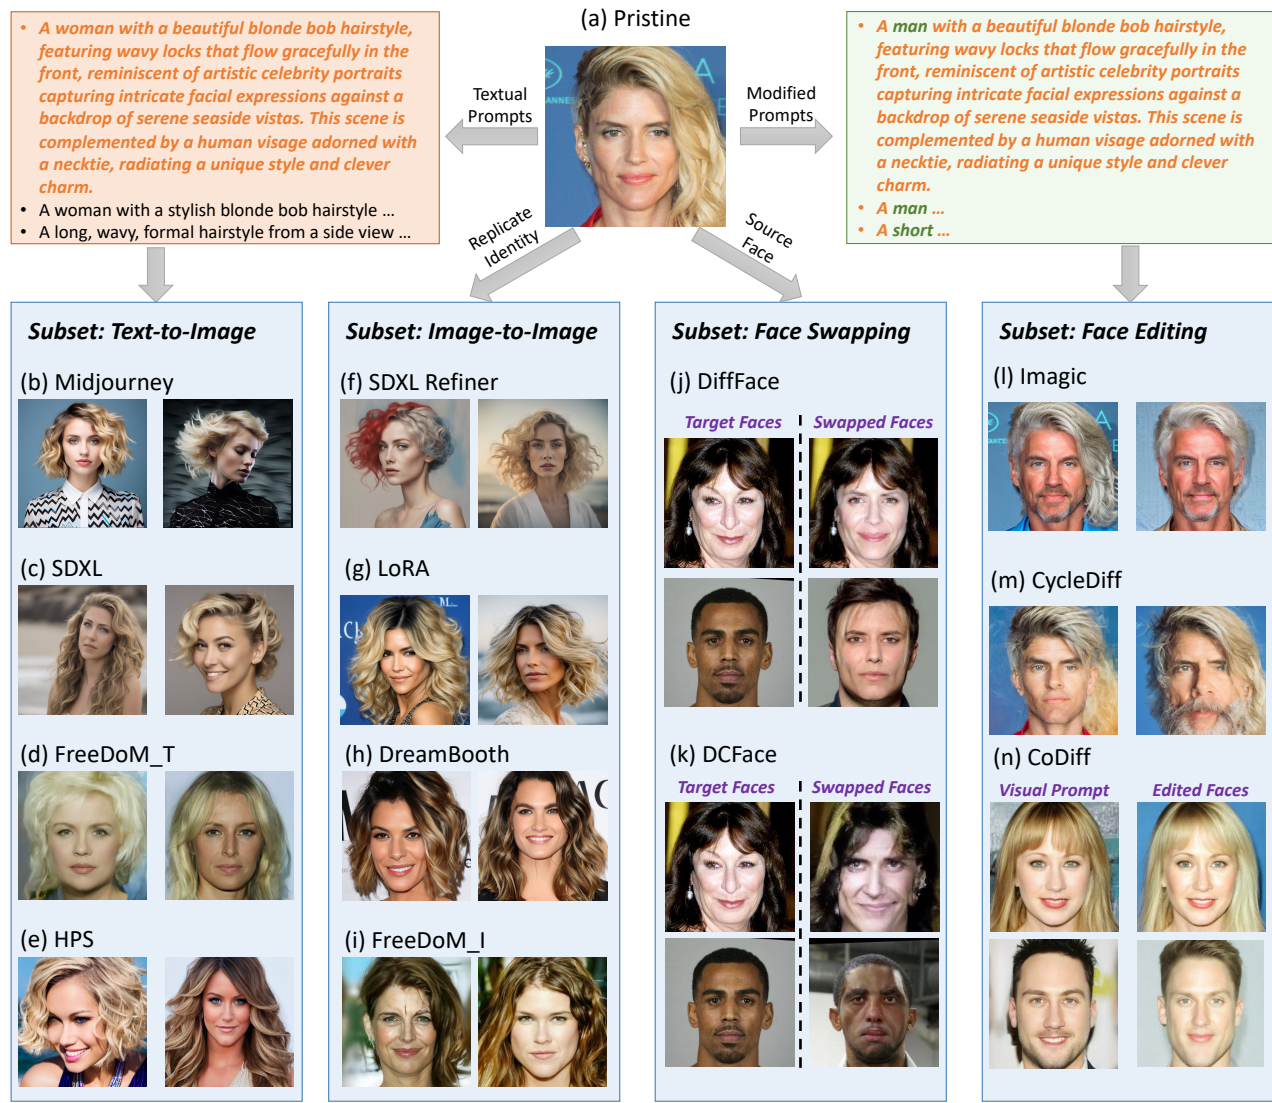 (a) Pristine
• A woman with a beautiful blonde bob hairstyle,
featuring wavy locks that flow gracefully in the
front, reminiscent of artistic celebrity portraits
capturing intricate facial expressions against a
backdrop of serene seaside vistas. This scene is
complemented by a human visage adorned with
a necktie, radiating a unique style and clever
charm.
• A woman with a stylish blonde bob hairstyle ...
• A long, wavy, formal hairstyle from a side view ...
Textual
Prompts
ANNES
A
Modified
Prompts
• A man with a beautiful blonde bob hairstyle,
featuring wavy locks that flow gracefully in the
front, reminiscent of artistic celebrity portraits
capturing intricate facial expressions against a
backdrop of serene seaside vistas. This scene is
complemented by a human visage adorned with
a necktie, radiating a unique style and clever
charm.
• A man ...
• A short ...
Replicate
Identity
Source
Face
Subset: Text-to-Image
(b) Midjourney
(c) SDXL
(d) FreeDoM_T
(e) HPS
Subset: Image-to-Image
(f) SDXL Refiner
(g) LoRA
(h) DreamBooth
(i) FreeDoM_I
Subset: Face Swapping
(j) DiffFace
Target Faces
Swapped Faces
(k) DCFace
Target Faces
Swapped Faces
Subset: Face Editing
(l) Imagic
(m) CycleDiff
(n) CoDiff
Visual Prompt
Edited Faces